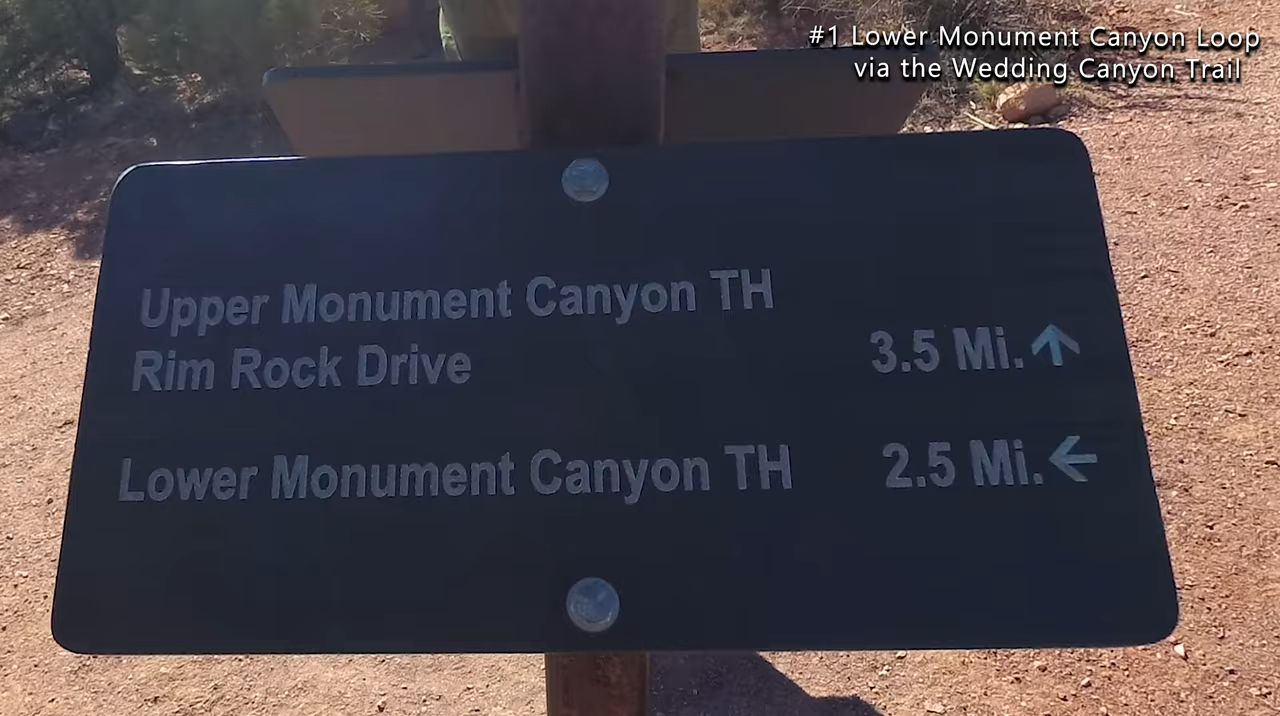 #1 Lower Monument Canyon Loop
via the Wedding Canyon Trail
Upper Monument Canyon TH
Rim Rock Drive 3.5 Mi.↑
Lower Monument Canyon TH 2.5 Mi.←